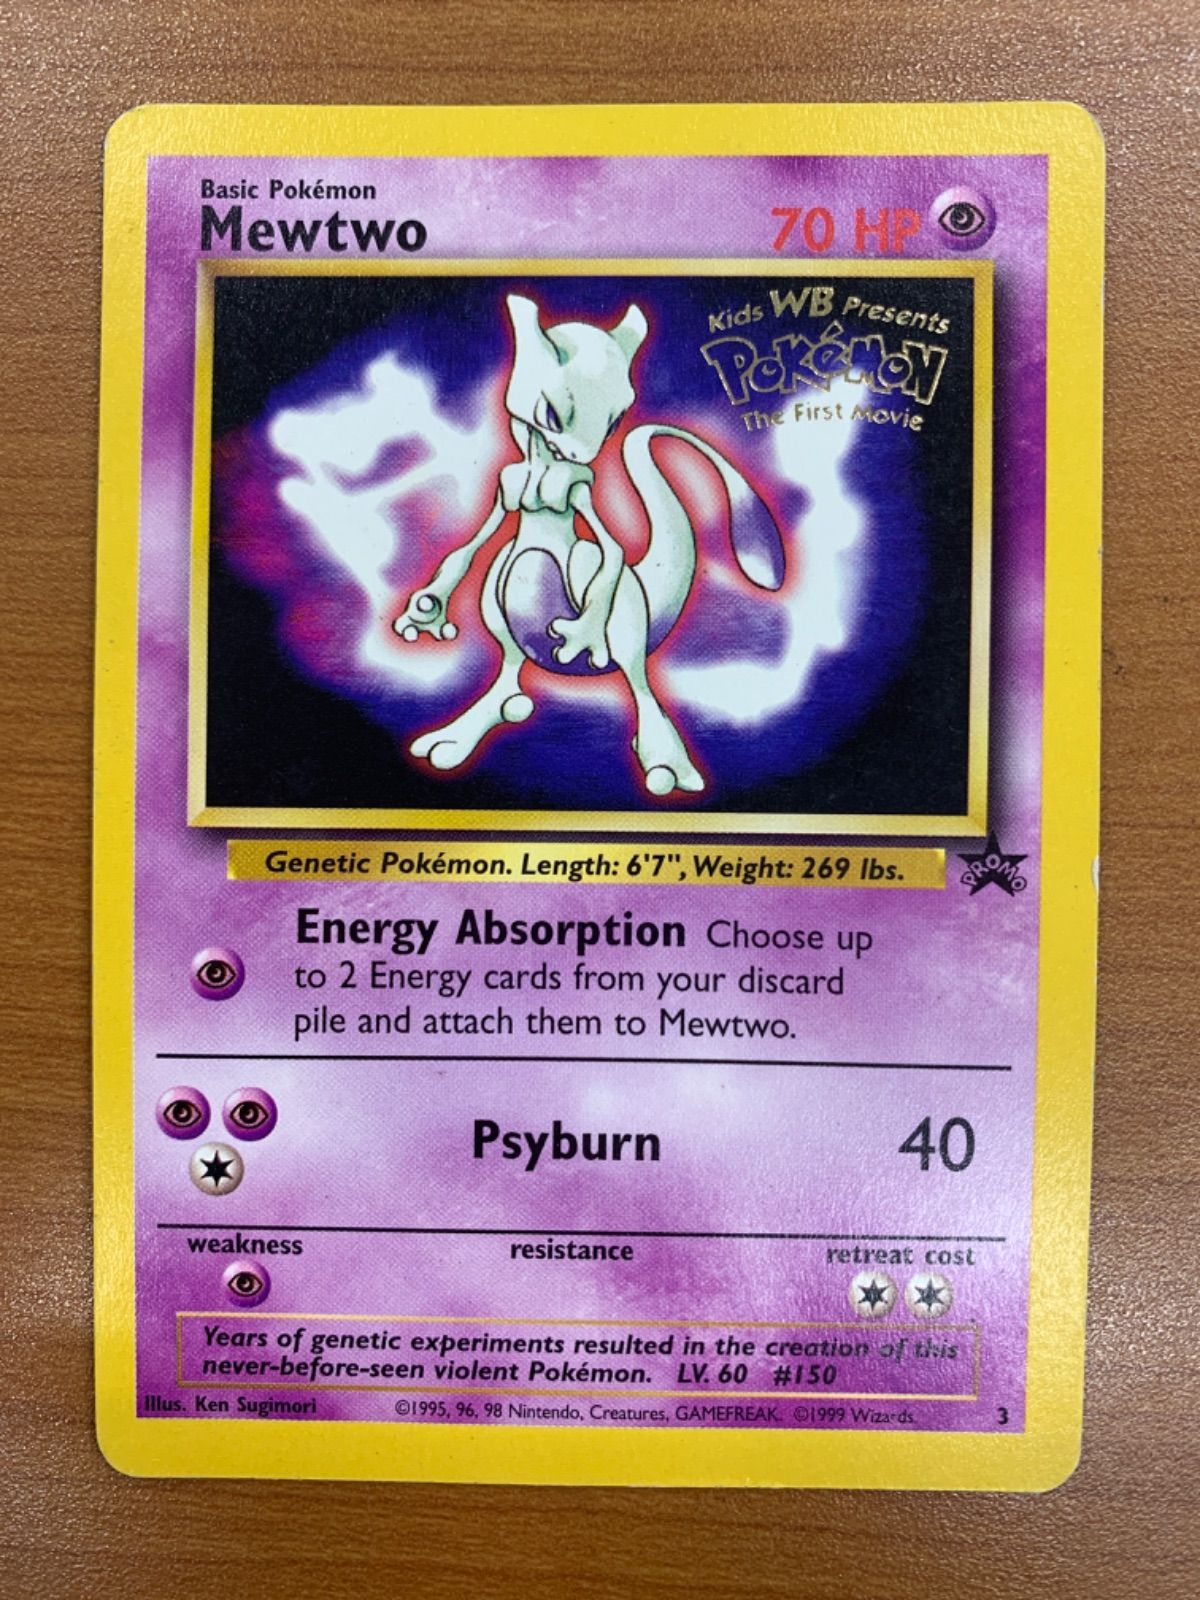 Basic Pokémon
Mewtwo
70 HP
Kids WB Presents
POKéMON
The First Movie
Genetic Pokémon. Length: 6'7", Weight: 269 lbs.
PROMO
Energy Absorption Choose up
to 2 Energy cards from your discard
pile and attach them to Mewtwo.
Psyburn 40
weakness resistance retreat cost
Years of genetic experiments resulted in the creation of this
never-before-seen violent Pokémon. LV. 60 #150
Illus. Ken Sugimori ©1995, 96, 98 Nintendo, Creatures, GAMEFREAK. ©1999 Wizards. 3